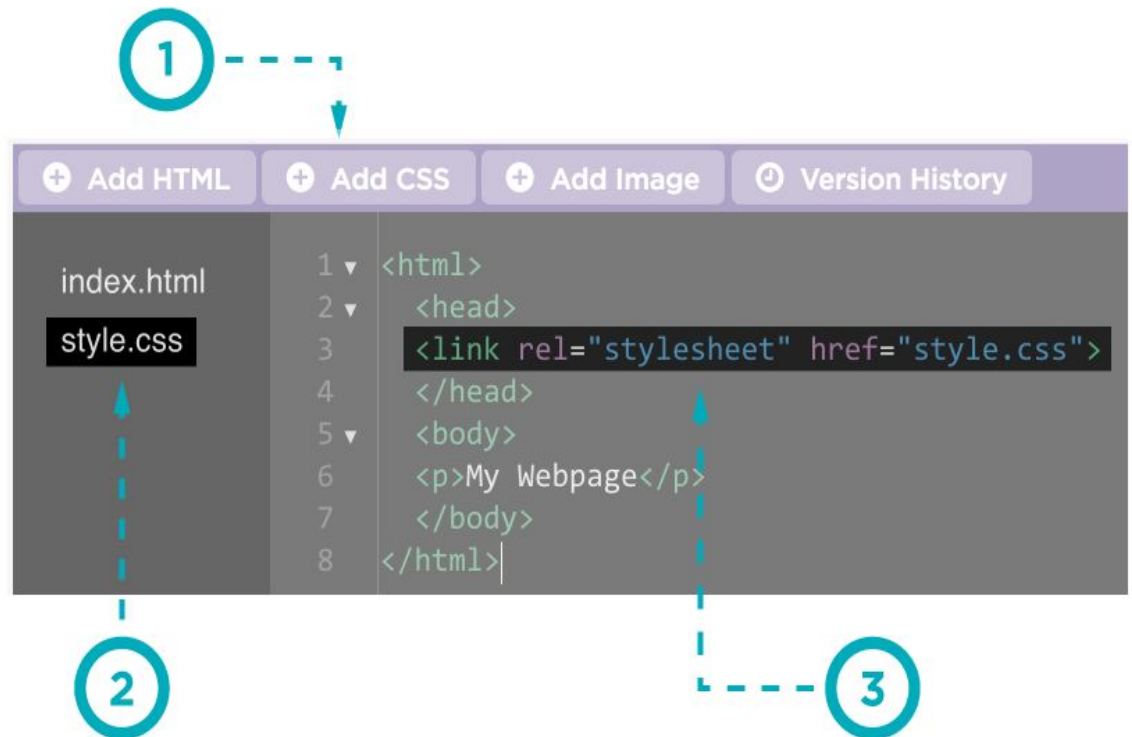 1
Add HTML Add CSS Add Image Version History
index.html
style.css
1 <html>
2 <head>
3 <link rel="stylesheet" href="style.css">
4 </head>
5 <body>
6 <p>My Webpage</p>
7 </body>
8 </html>
2
3